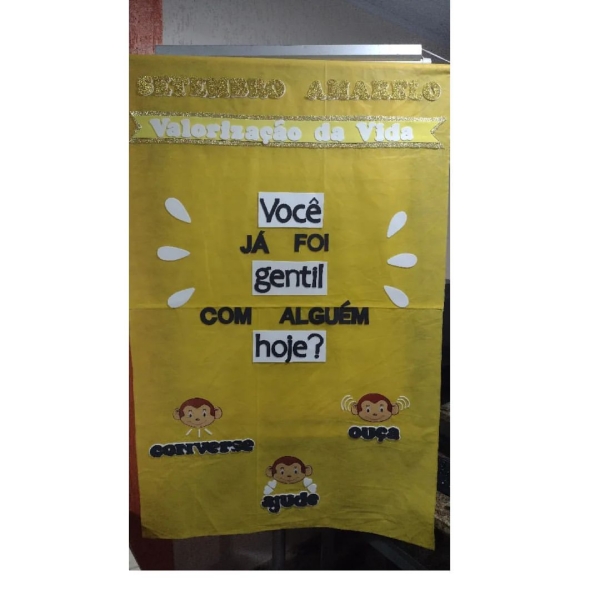 SETEMBRO AMARELO
Valorização da Vida
Você
JÁ FOI
gentil
COM ALGUÉM
hoje?
converse
ouça
ajude